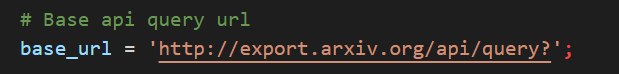 # Base api query url
base_url = 'http://export.arxiv.org/api/query?';